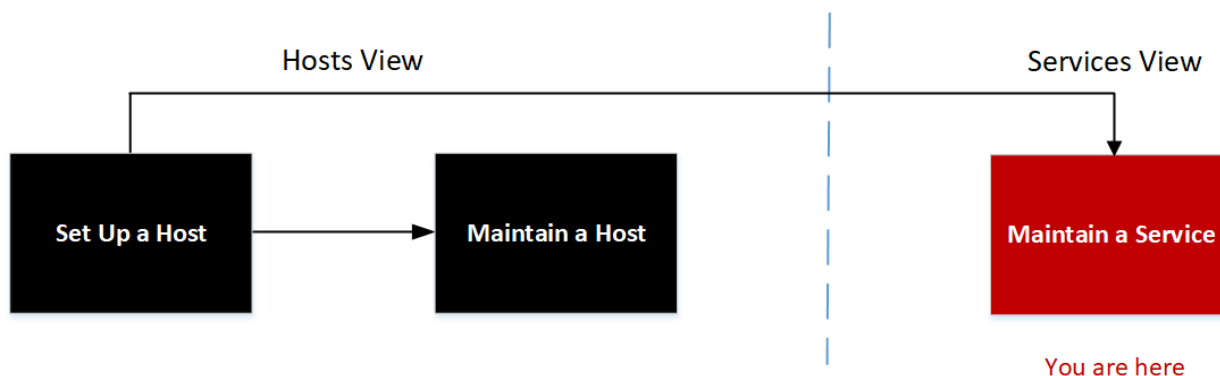 Hosts View
Services View
Set Up a Host
Maintain a Host
Maintain a Service
You are here